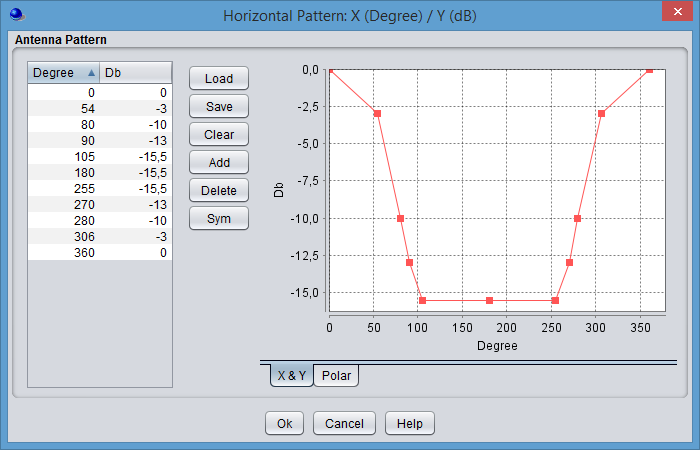 Horizontal Pattern: X (Degree) / Y (dB)
Antenna Pattern
Degree Db
0 0
54 -3
80 -10
90 -13
105 -15,5
180 -15,5
255 -15,5
270 -13
280 -10
306 -3
360 0
Load
Save
Clear
Add
Delete
Sym
0,0
-2,5
-5,0
-7,5
-10,0
-12,5
-15,0
Db
0 50 100 150 200 250 300 350
Degree
X & Y Polar
Ok Cancel Help